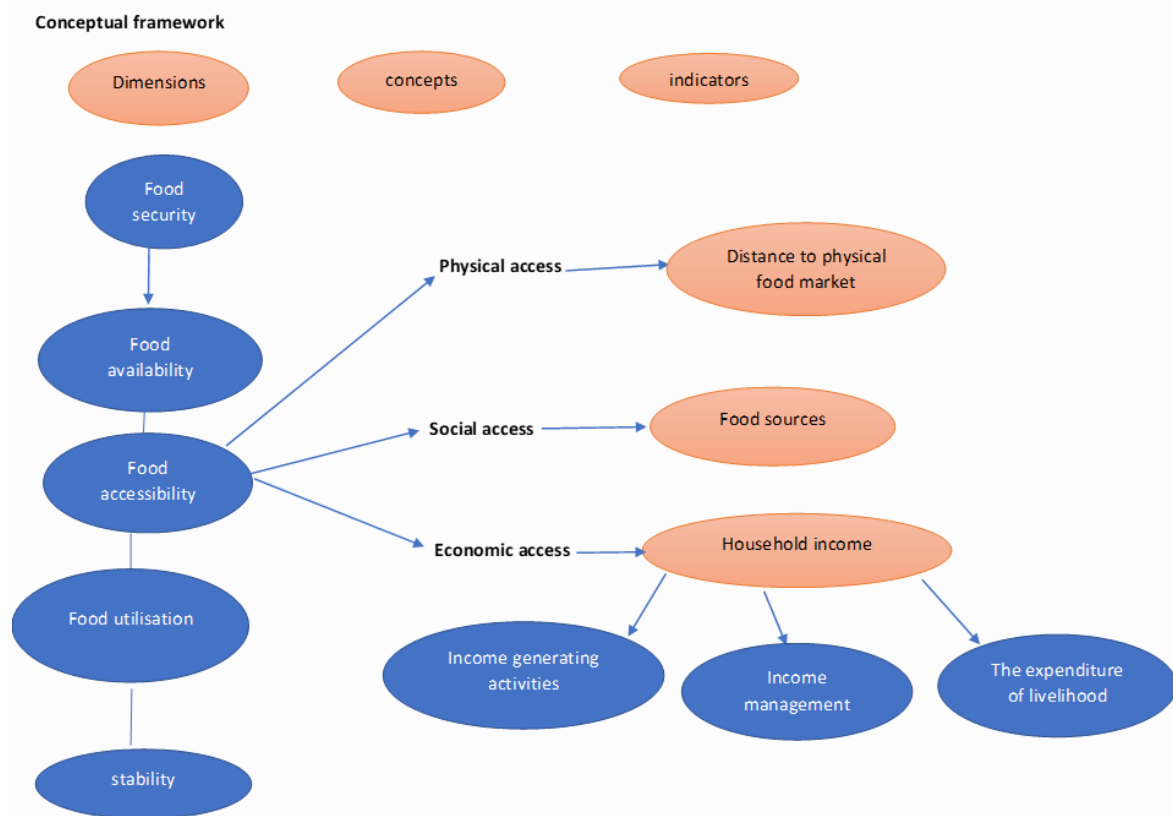 Conceptual framework
Dimensions
concepts
indicators
Food
security
Physical access
Distance to physical
food market
Food
availability
Social access
Food sources
Food
accessibility
Economic access
Household income
Food utilisation
Income generating
activities
Income
management
The expenditure
of livelihood
stability